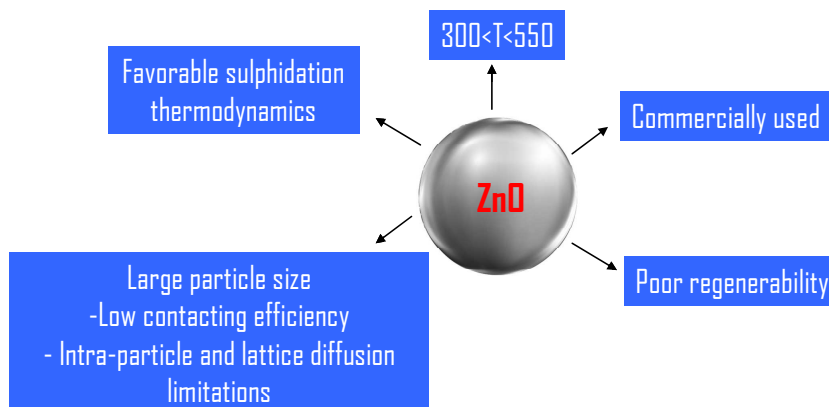 300<T<550
Favorable sulphidation
thermodynamics
Commercially used
ZnO
Large particle size
-Low contacting efficiency
- Intra-particle and lattice diffusion
limitations
Poor regenerability